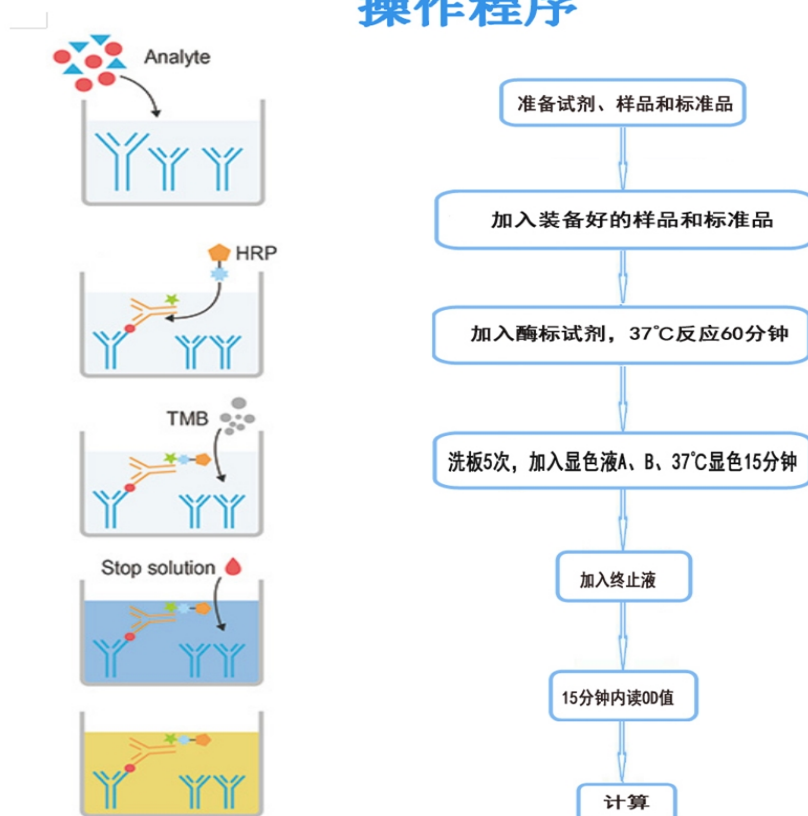 操作程序
Analyte
HRP
TMB
Stop solution
准备试剂、样品和标准品
加入装备好的样品和标准品
加入酶标试剂，37℃反应60分钟
洗板5次，加入显色液A、B、37℃显色15分钟
加入终止液
15分钟内读OD值
计算